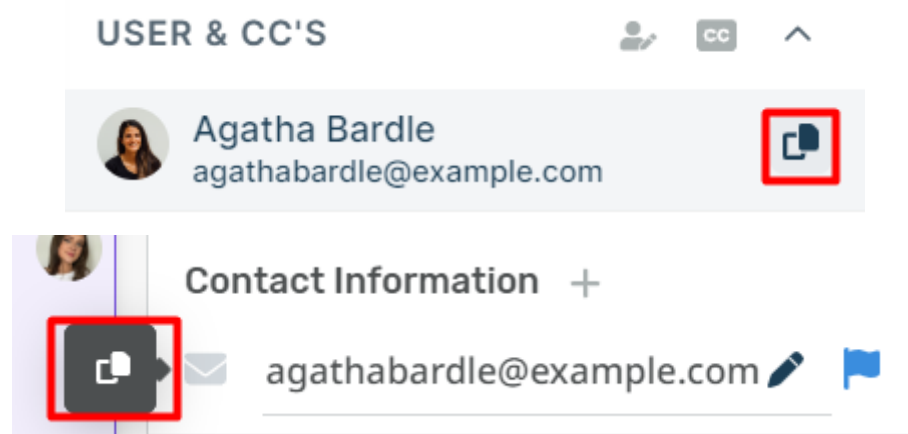 USER & CC'S CC
Agatha Bardle
agathabardle@example.com
Contact Information +
agathabardle@example.com